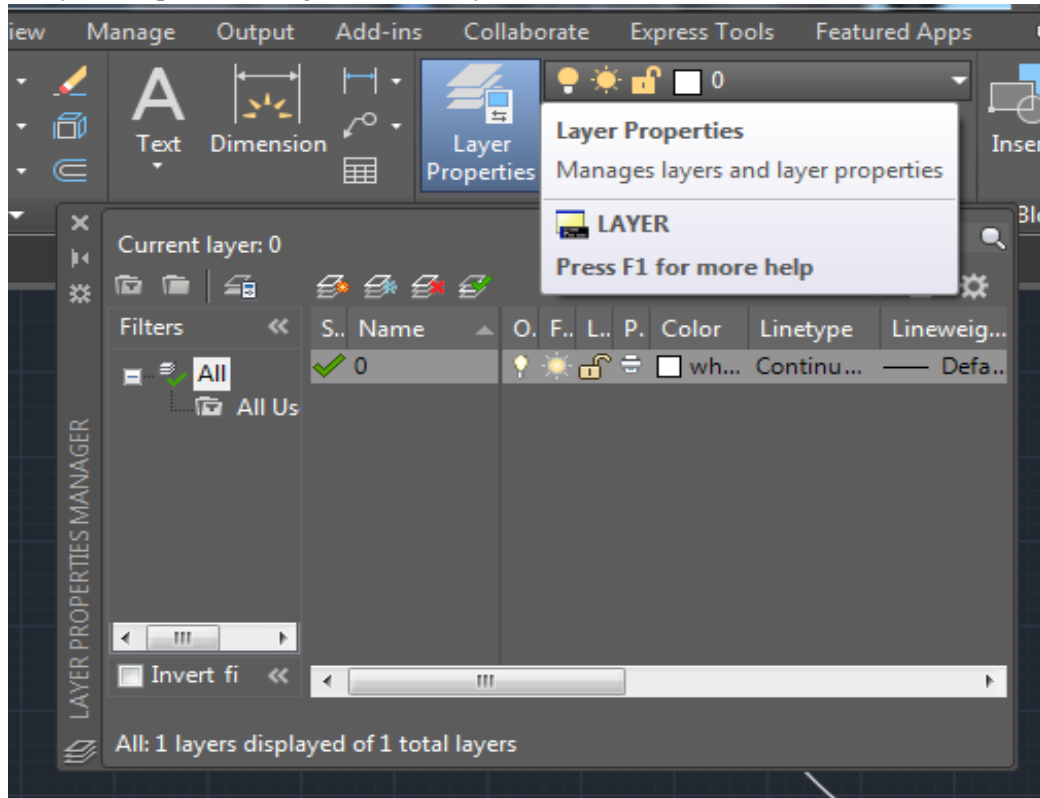 iew Manage Output Add-ins Collaborate Express Tools Featured Apps
0
Text Dimension Layer Properties Inser
Layer Properties
Manages layers and layer properties
LAYER
Press F1 for more help
Blo
Current layer: 0
Filters « S.. Name O. F.. L.. P. Color Linetype Lineweig...
All 0 wh... Continu... Defa..
All Us
Invert fi «
All: 1 layers displayed of 1 total layers
LAYER PROPERTIES MANAGER